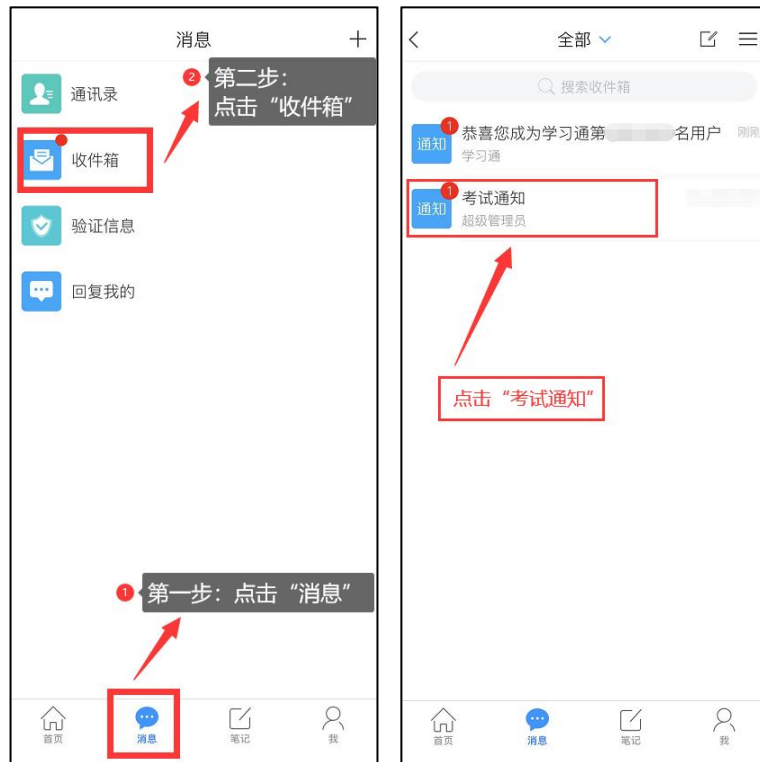 消息
通讯录
收件箱
验证信息
回复我的
2 第二步：
点击“收件箱”
1 第一步：点击“消息”
首页
消息
笔记
我
全部
搜索收件箱
通知
1
恭喜您成为学习通第 名用户
刚刚
学习通
通知
1
考试通知
超级管理员
点击“考试通知”
首页
消息
笔记
我